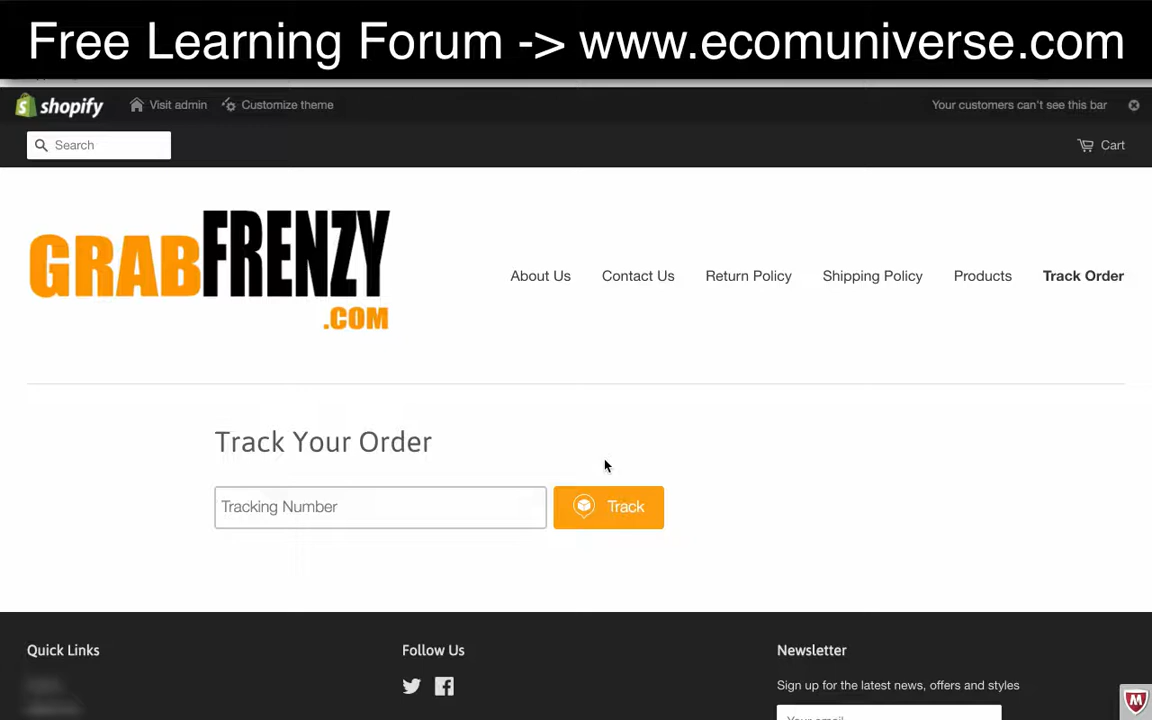 Free Learning Forum -> www.ecomuniverse.com
shopify Visit admin Customize theme Your customers can't see this bar
Search Cart
GRABFRENZY
.COM
About Us Contact Us Return Policy Shipping Policy Products Track Order
Track Your Order
Tracking Number Track
Quick Links Follow Us Newsletter
Sign up for the latest news, offers and styles
Your email